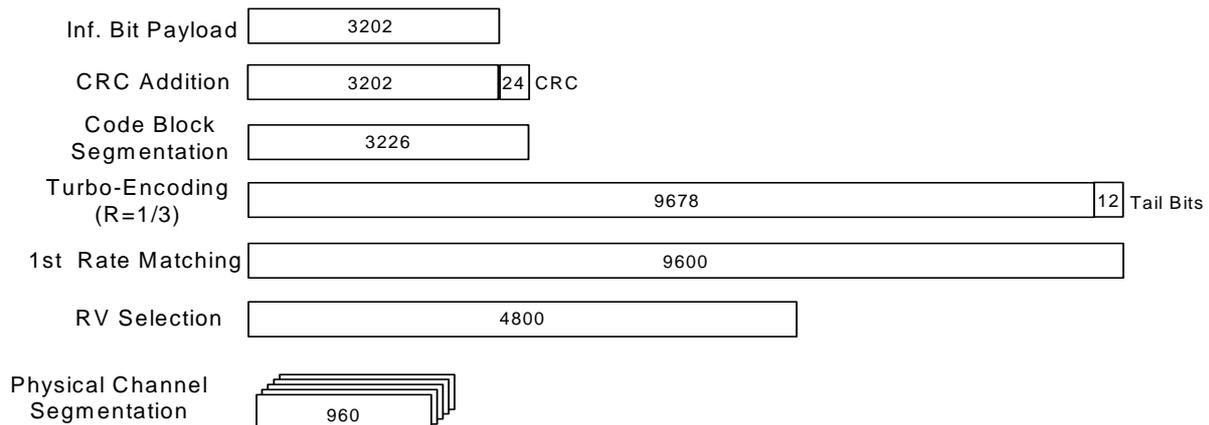 Inf. Bit Payload 3202
CRC Addition 3202 24 CRC
Code Block
Segmentation 3226
Turbo-Encoding
(R=1/3) 9678 12 Tail Bits
1st Rate Matching 9600
RV Selection 4800
Physical Channel
Segmentation 960